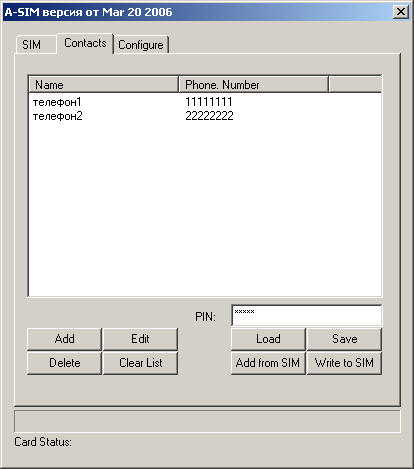 A-SIM версия от Mar 20 2006
SIM Contacts Configure
Name Phone. Number
телефон1 11111111
телефон2 22222222
PIN: *****
Add Edit Load Save
Delete Clear List Add from SIM Write to SIM
Card Status: